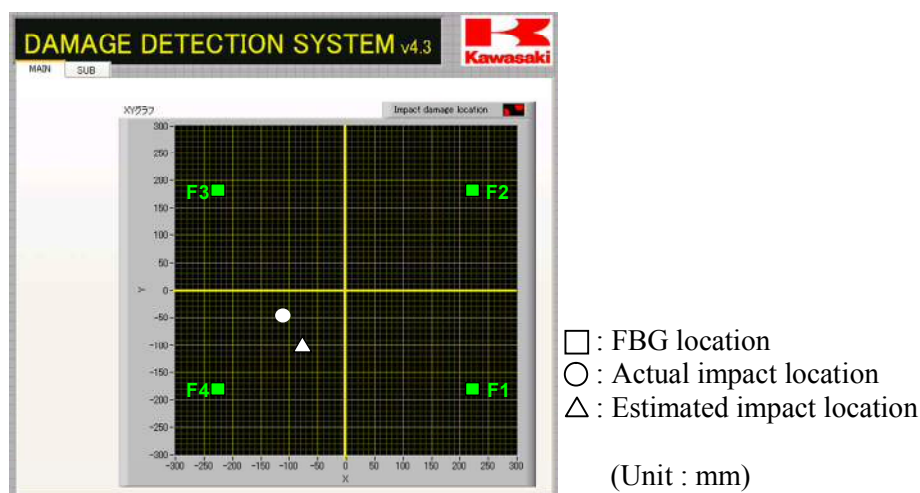 DAMAGE DETECTION SYSTEM v4.3
Kawasaki
MAIN SUB
XYグラフ
Impact damage location
300
250
200
150
100
50
0
-50
-100
-150
-200
-250
-300
Y
F3
F2
F4
F1
-300 -250 -200 -150 -100 -50 0 50 100 150 200 250 300
X
□ : FBG location
○ : Actual impact location
△ : Estimated impact location
(Unit : mm)